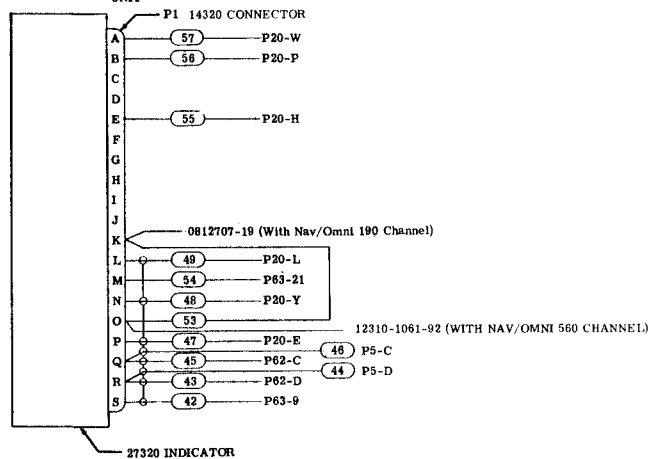 P1 14320 CONNECTOR
A 57 P20-W
B 56 P20-P
C
D
E 55 P20-H
F
G
H
I
J
0812707-19 (With Nav/Omni 190 Channel)
K
L 49 P20-L
M 54 P63-21
N 48 P20-Y
O 53
12310-1061-92 (WITH NAV/OMNI 560 CHANNEL)
P 47 P20-E
46 P5-C
Q 45 P62-C
44 P5-D
R 43 P62-D
S 42 P63-9
27320 INDICATOR